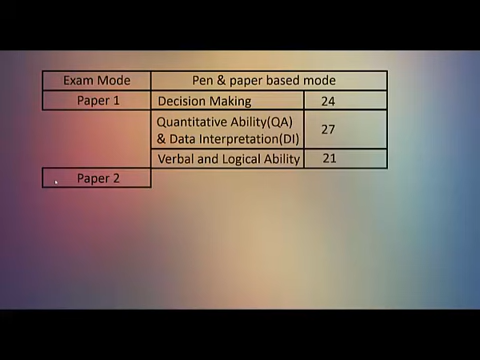 Exam Mode Pen & paper based mode
Paper 1 Decision Making 24
Quantitative Ability(QA)
& Data Interpretation(DI) 27
Verbal and Logical Ability 21
Paper 2